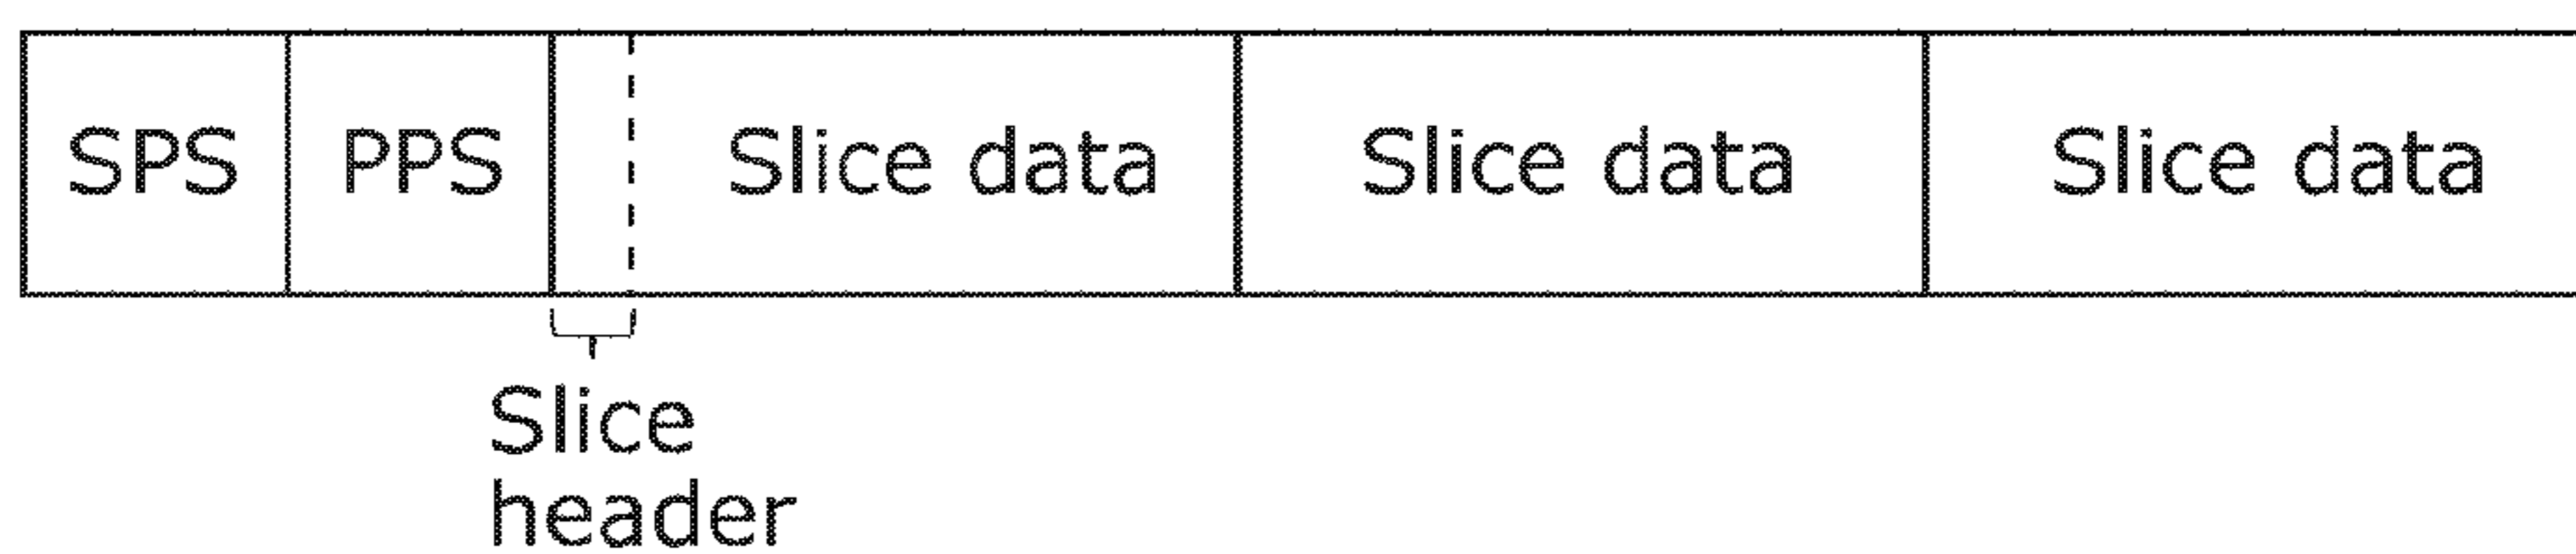 SPS PPS Slice data Slice data Slice data
Slice
header